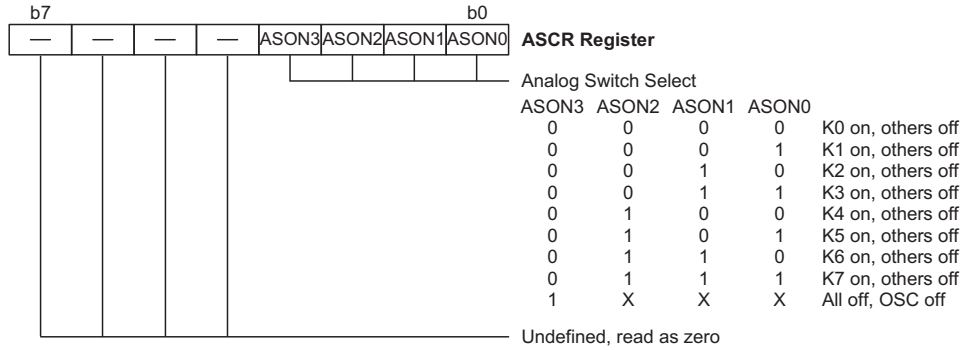 b7 b0
— — — — ASON3 ASON2 ASON1 ASON0 ASCR Register
Analog Switch Select
ASON3 ASON2 ASON1 ASON0
0 0 0 0 K0 on, others off
0 0 0 1 K1 on, others off
0 0 1 0 K2 on, others off
0 0 1 1 K3 on, others off
0 1 0 0 K4 on, others off
0 1 0 1 K5 on, others off
0 1 1 0 K6 on, others off
0 1 1 1 K7 on, others off
1 X X X All off, OSC off
Undefined, read as zero